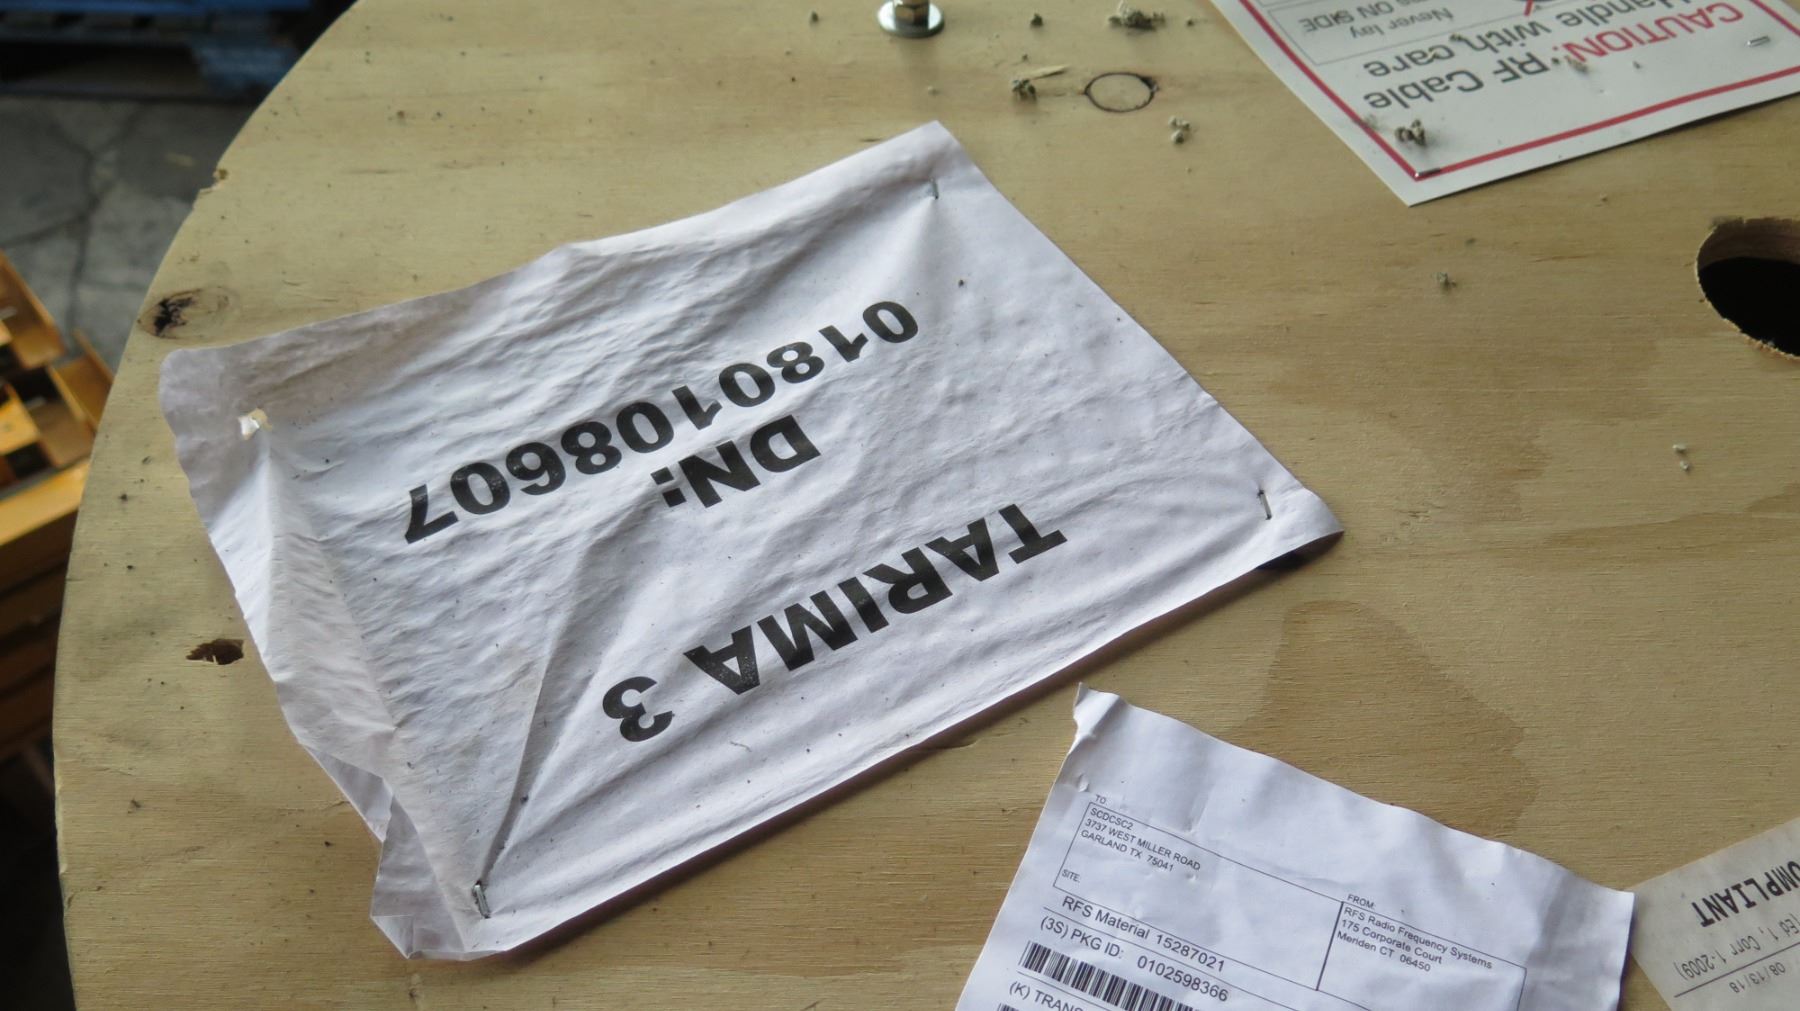 TARIMA 3
DN:
0180108607
CAUTION: RF Cable
Handle with care
Never lay
ON SIDE
TO
SCDCSC2
3737 WEST MILLER ROAD
GARLAND TX 75041
SITE:
FROM:
RFS Radio Frequency Systems
175 Corporate Court
Meriden CT 06450
RFS Material 15287021
(3S) PKG ID: 0102598366
(K) TRANS
OMPLIANT
(Ed 1, Corr 1-2009)
08/13/18